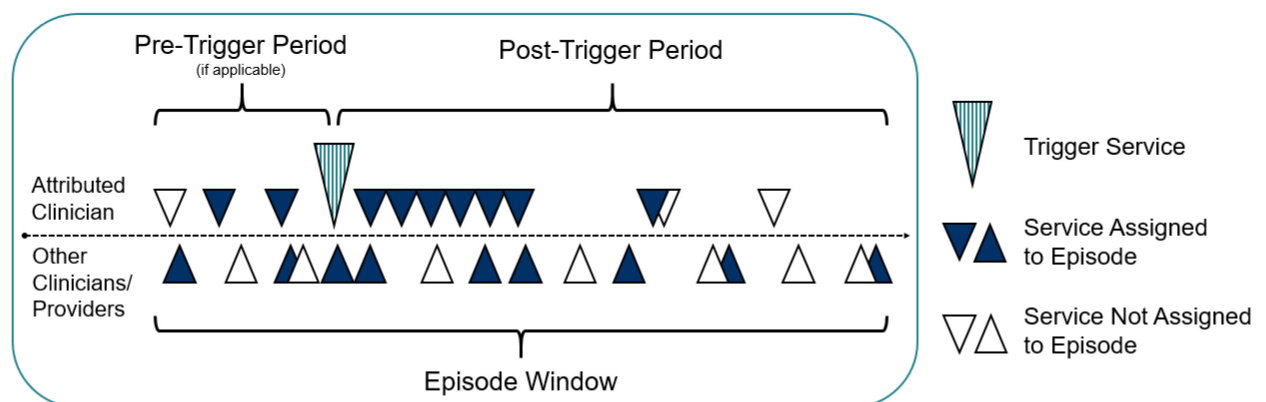 Pre-Trigger Period
(if applicable)
Post-Trigger Period
Attributed
Clinician
Other
Clinicians/
Providers
Episode Window
Trigger Service
Service Assigned
to Episode
Service Not Assigned
to Episode